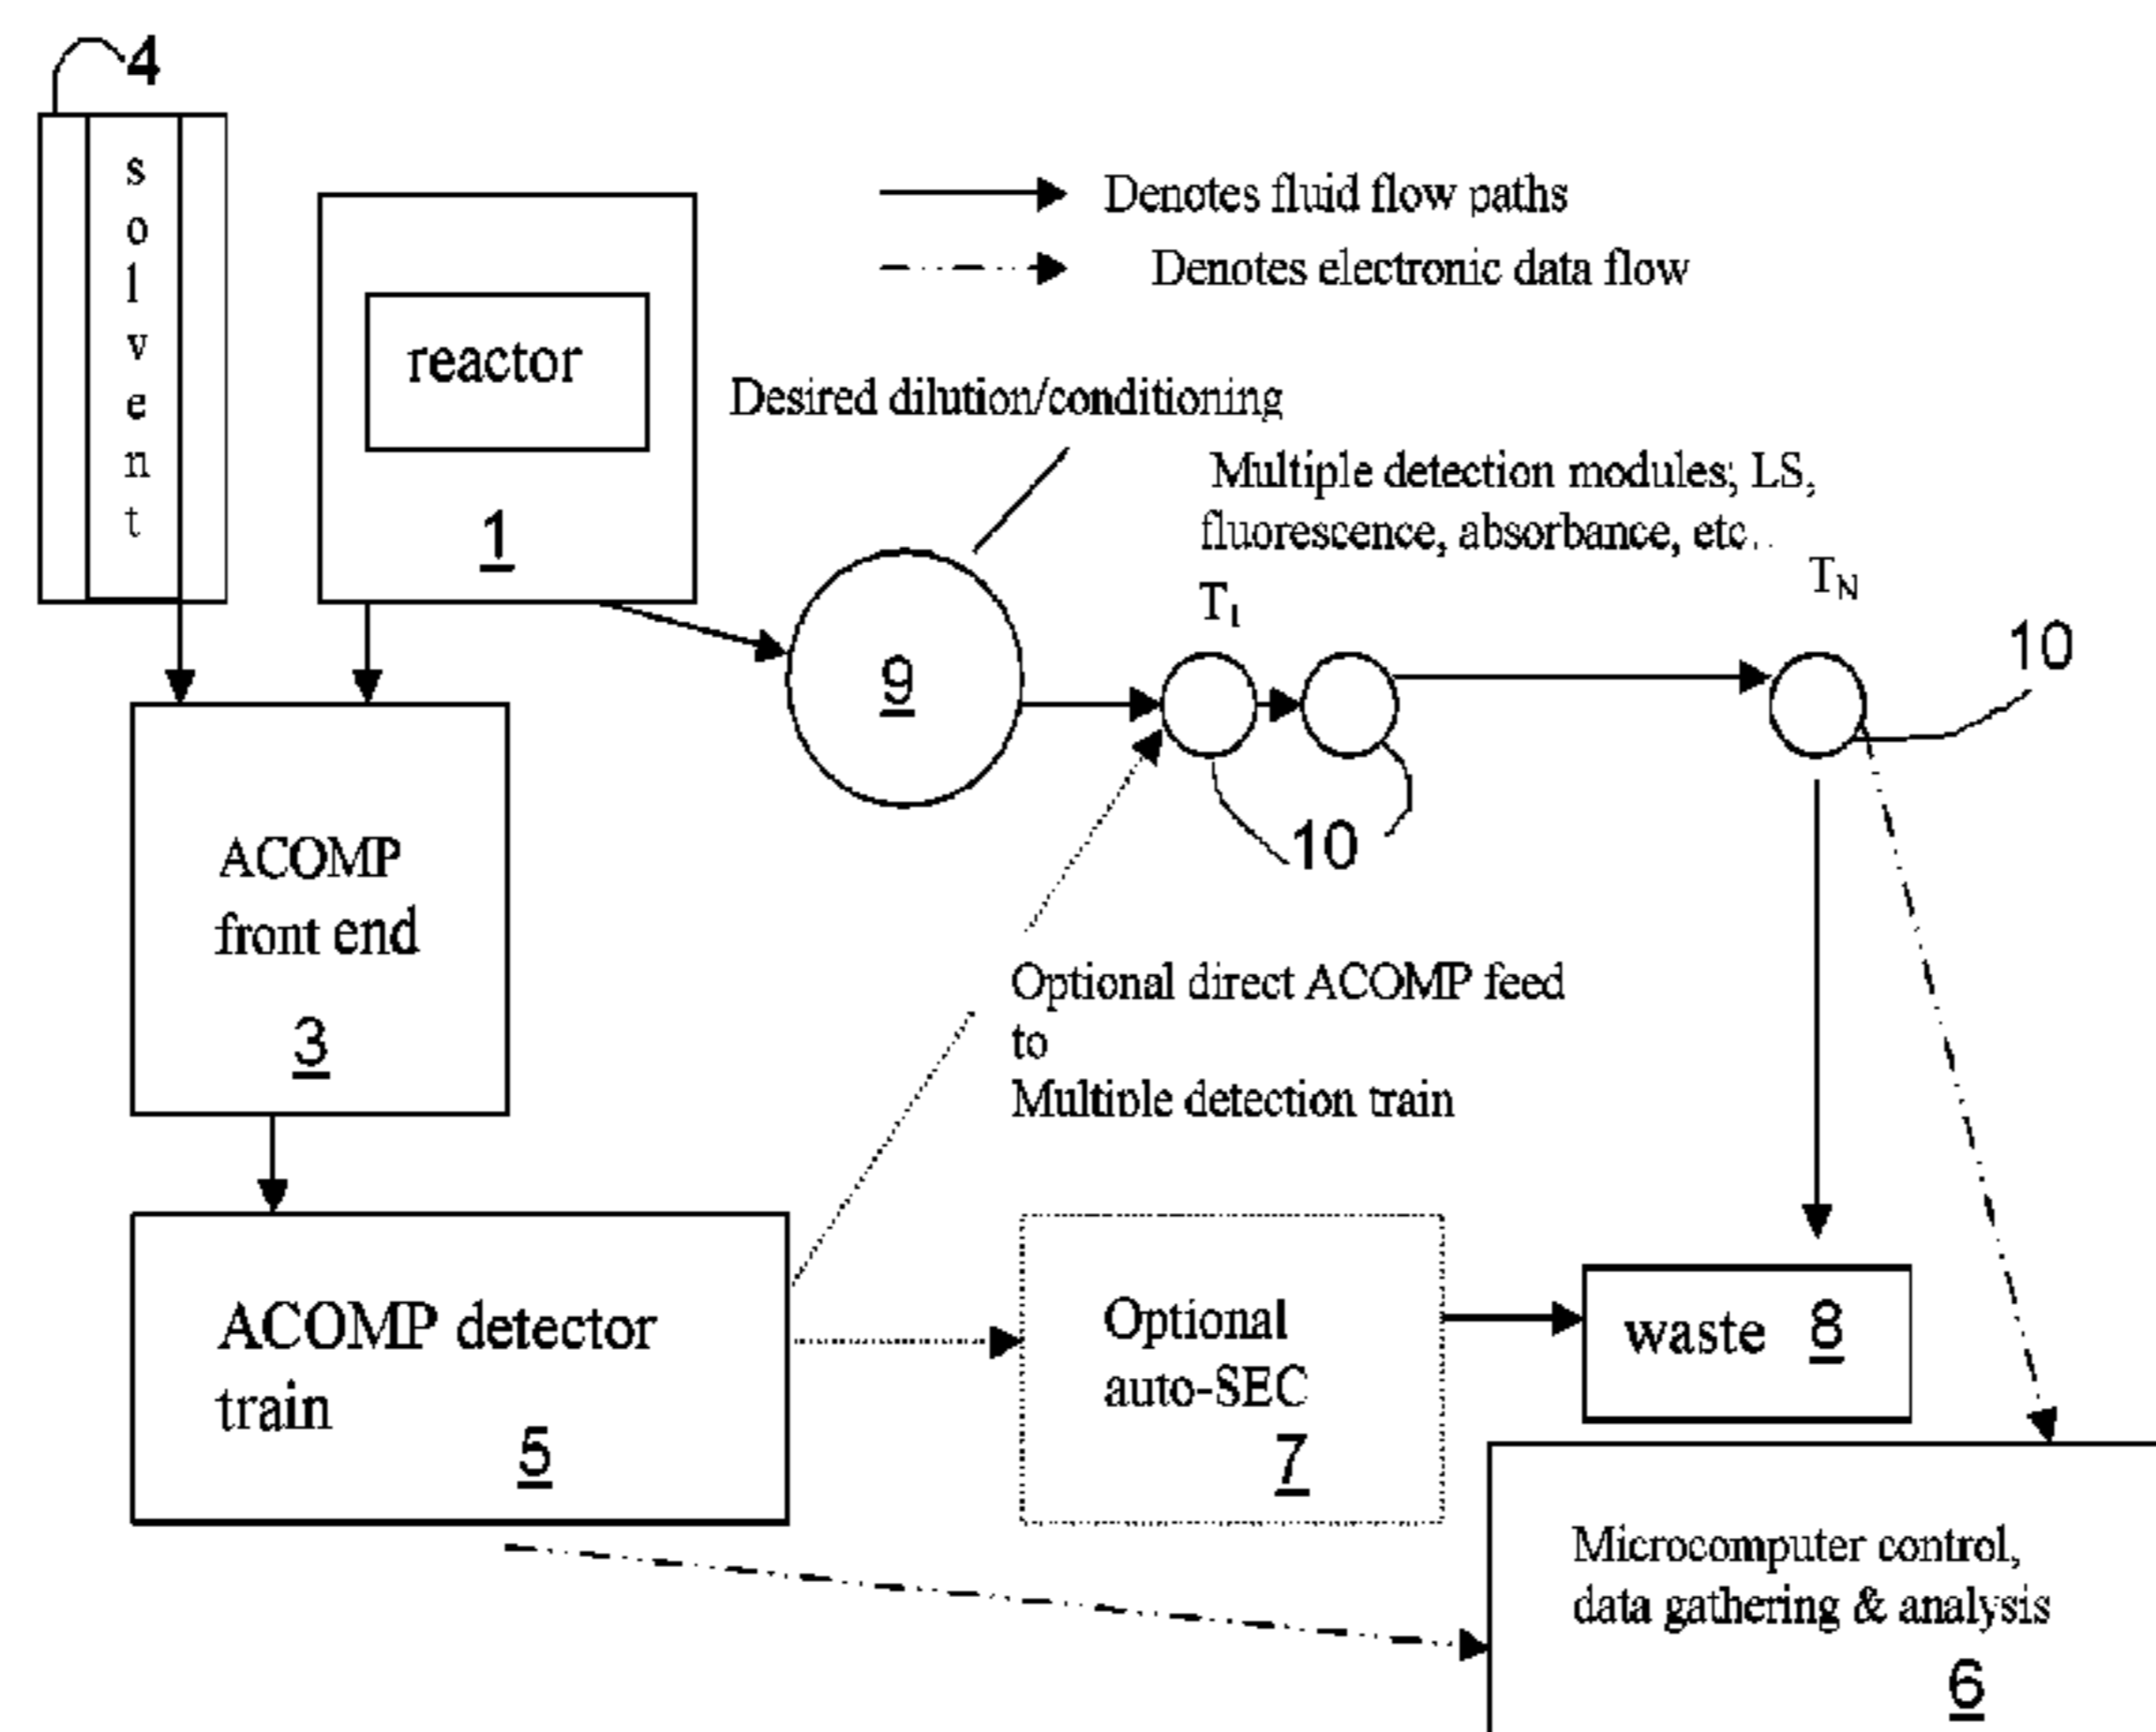 4
solvent
reactor
1
Denotes fluid flow paths
Denotes electronic data flow
Desired dilution/conditioning
Multiple detection modules; LS,
fluorescence, absorbance, etc..
T1
TN
10
9
10
ACOMP
front end
3
Optional direct ACOMP feed
to
Multiple detection train
ACOMP detector
train
5
Optional
auto-SEC
7
waste 8
Microcomputer control,
data gathering & analysis
6